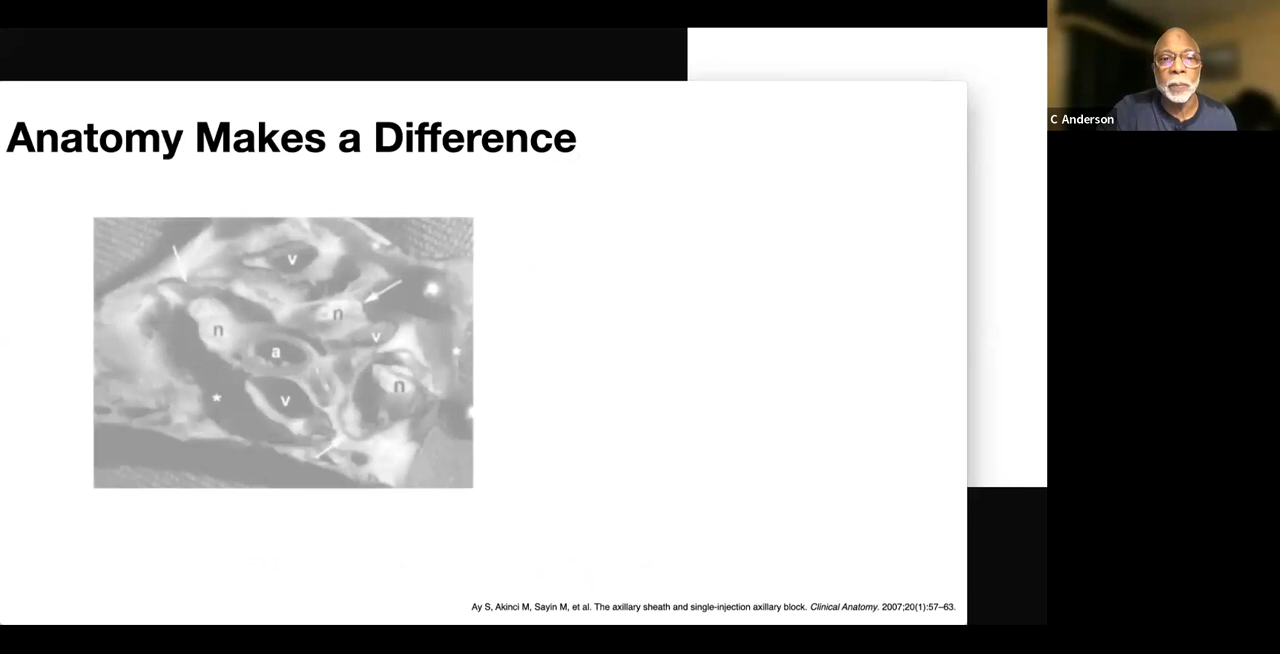 Anatomy Makes a Difference
v
n
n
v
a
n
*
v
Ay S, Akinci M, Sayin M, et al. The axillary sheath and single-injection axillary block. Clinical Anatomy. 2007;20(1):57–63.
C Anderson